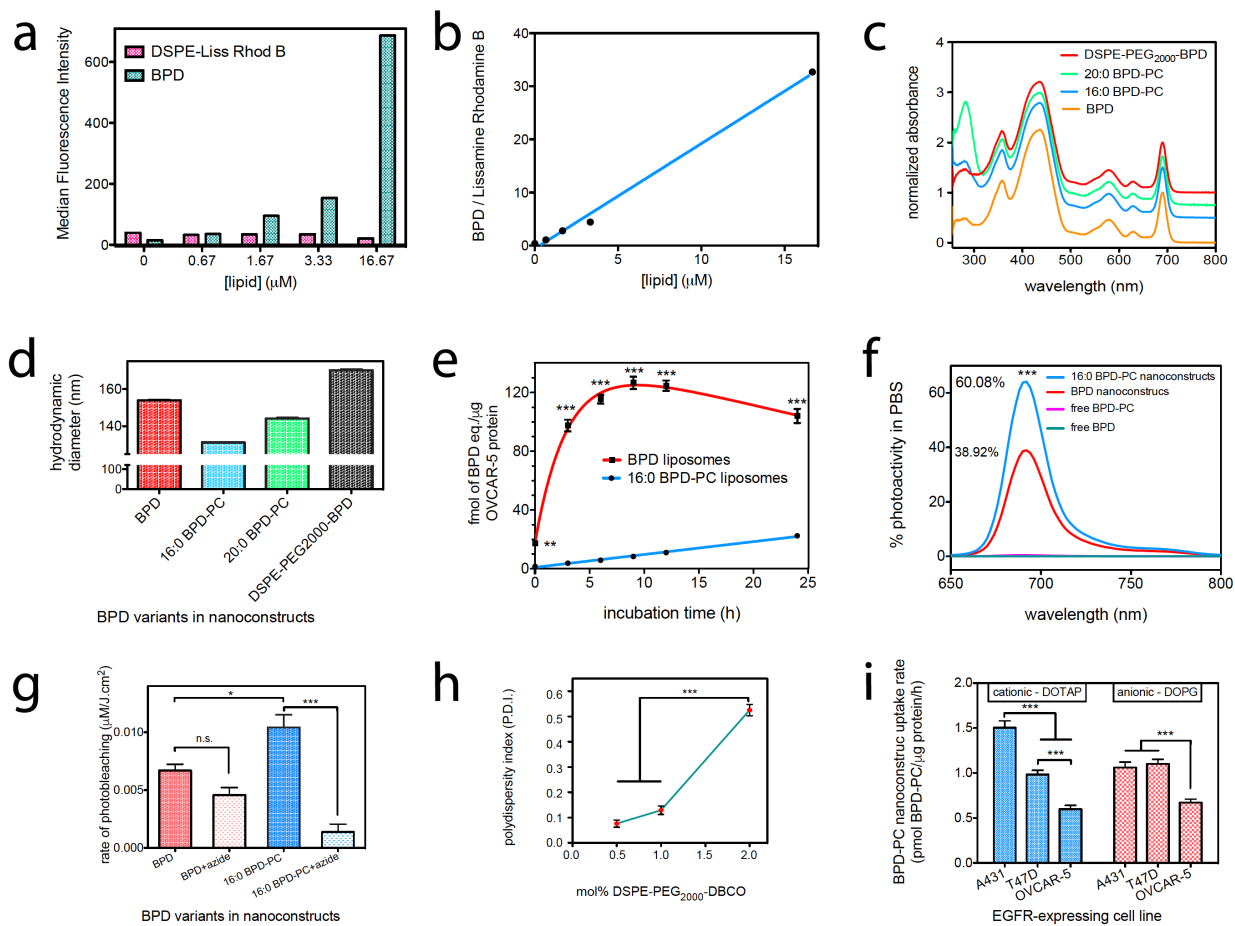 a
Median Fluorescence Intensity
600
400
200
0
DSPE-Liss Rhod B
BPD
0 0.67 1.67 3.33 16.67
[lipid] (μM)
b
BPD / Lissamine Rhodamine B
40
30
20
10
0
0 5 10 15
[lipid] (μM)
c
normalized absorbance
4
3
2
1
0
DSPE-PEG2000-BPD
20:0 BPD-PC
16:0 BPD-PC
BPD
300 400 500 600 700 800
wavelength (nm)
d
hydrodynamic
diameter (nm)
160
140
100
0
BPD
16:0 BPD-PC
20:0 BPD-PC
DSPE-PEG2000-BPD
BPD variants in nanoconstructs
e
fmol of BPD eq./μg
OVCAR-5 protein
120
80
40
0
***
***
***
***
***
**
BPD liposomes
16:0 BPD-PC liposomes
0 5 10 15 20 25
incubation time (h)
f
% photoactivity in PBS
60
40
20
0
60.08%
38.92%
***
16:0 BPD-PC nanoconstructs
BPD nanoconstrucs
free BPD-PC
free BPD
650 700 750 800
wavelength (nm)
g
rate of photobleaching (μM/J.cm2)
0.010
0.005
0.000
*
***
n.s.
BPD
BPD+azide
16:0 BPD-PC
16:0 BPD-PC+azide
BPD variants in nanoconstructs
h
polydispersity index (P.D.I.)
0.6
0.5
0.4
0.3
0.2
0.1
0.0
***
0.0 0.5 1.0 2.0
mol% DSPE-PEG2000-DBCO
i
BPD-PC nanoconstruc uptake rate
(pmol BPD-PC/μg protein/h)
2.0
1.5
1.0
0.5
0.0
cationic - DOTAP
anionic - DOPG
***
***
***
A431
T47D
OVCAR-5
A431
T47D
OVCAR-5
EGFR-expressing cell line